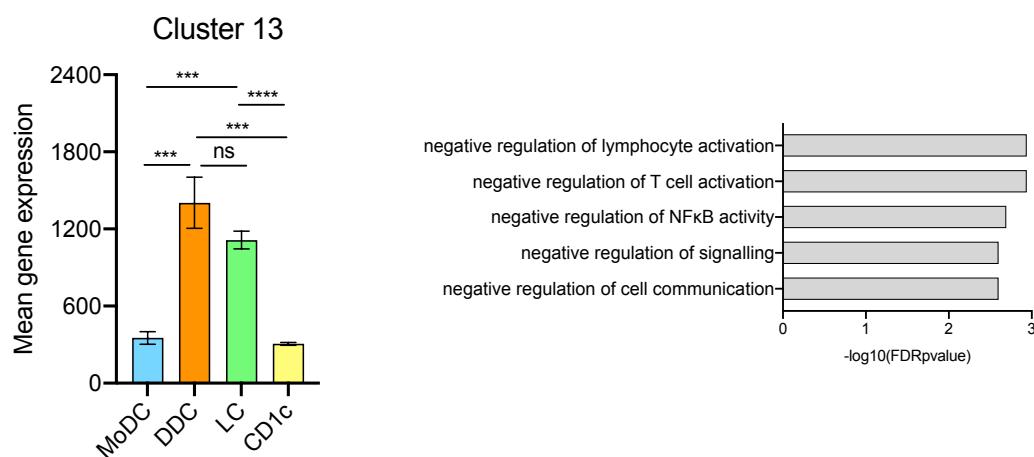 Cluster 13
Mean gene expression
2400
1800
1200
600
0
***
****
***
***
ns
MoDC
DDC
LC
CD1c
negative regulation of lymphocyte activation
negative regulation of T cell activation
negative regulation of NFκB activity
negative regulation of signalling
negative regulation of cell communication
0 1 2 3
-log10(FDRpvalue)